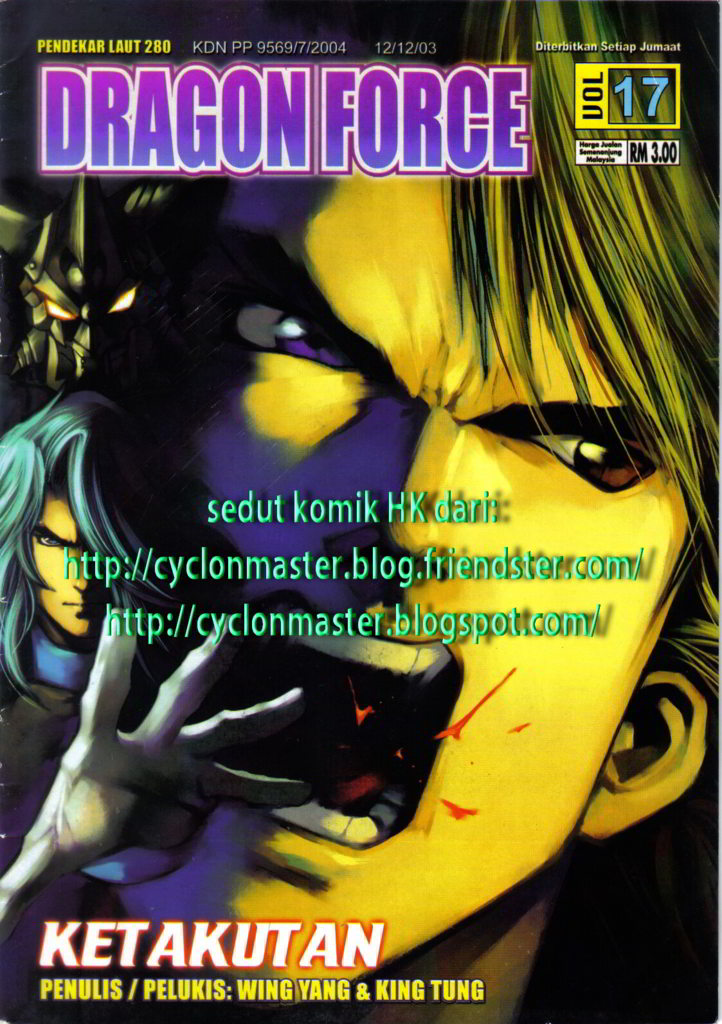 PENDEKAR LAUT 280 KDN PP 9569/7/2004 12/12/03 Diterbitkan Setiap Jumaat
DRAGON FORCE
VOL 17
Harga Jualan
Semenanjung
Malaysia
RM 3.00
sedut komik HK dari:
http://cyclonmaster.blog.friendster.com/
http://cyclonmaster.blogspot.com/
KETAKUTAN
PENULIS / PELUKIS: WING YANG & KING TUNG